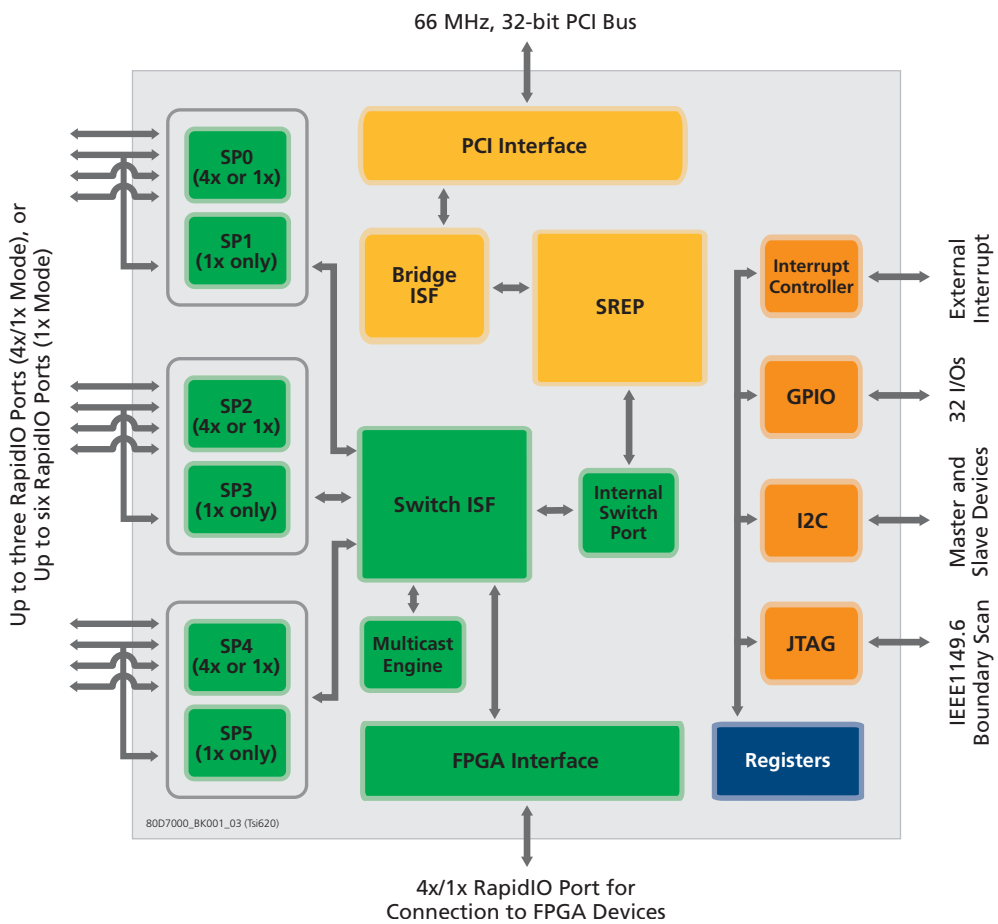 66 MHz, 32-bit PCI Bus
PCI Interface
SP0
(4x or 1x)
SP1
(1x only)
Bridge
ISF
SREP
Interrupt
Controller
External
Interrupt
Up to three RapidIO Ports (4x/1x Mode), or
Up to six RapidIO Ports (1x Mode)
SP2
(4x or 1x)
SP3
(1x only)
GPIO
32 I/Os
Switch ISF
Internal
Switch
Port
I2C
Master and
Slave Devices
SP4
(4x or 1x)
SP5
(1x only)
Multicast
Engine
JTAG
IEEE1149.6
Boundary Scan
FPGA Interface
Registers
80D7000_BK001_03 (Tsi620)
4x/1x RapidIO Port for
Connection to FPGA Devices